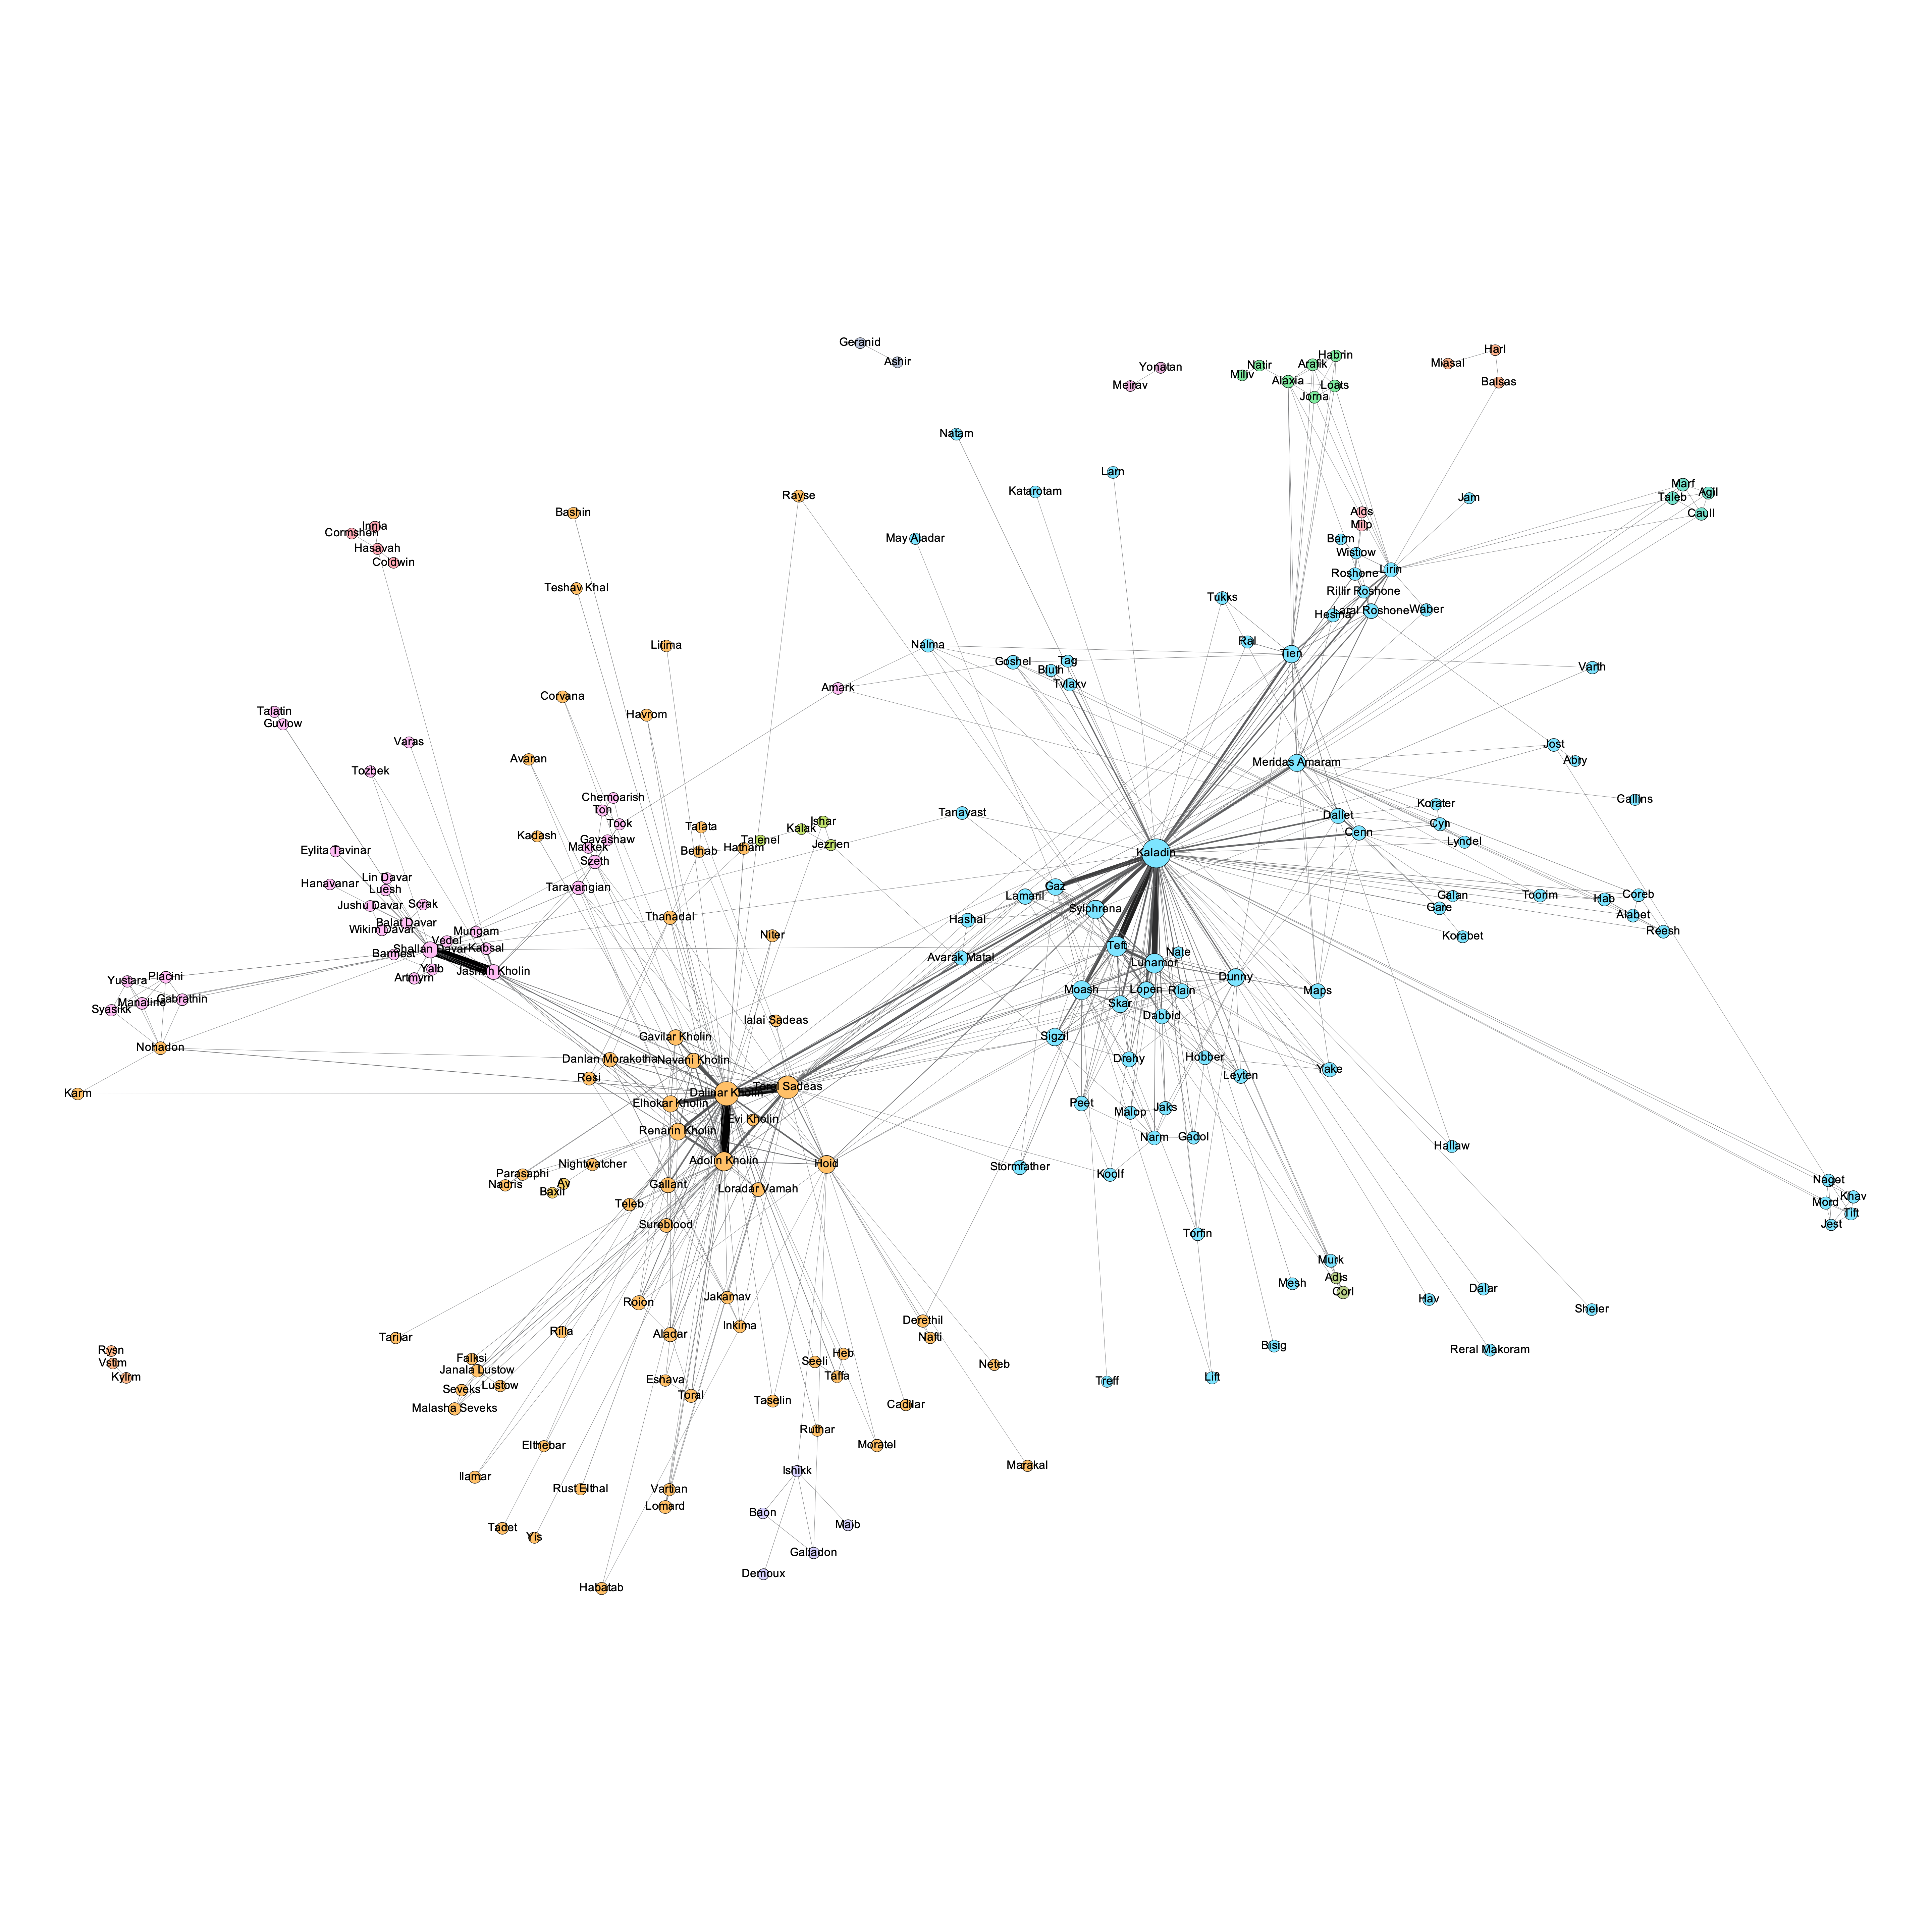 Geranid
Ashir
Yonatan
Meirav
Natir
Miliv
Arafik
Habrin
Alaxia
Loats
Jorna
Harl
Miasal
Balsas
Natam
Lam
Katarotam
Rayse
Bashin
May Aladar
Jam
Marf
Agil
Taleb
Caull
Alds
Milp
Barm
Wistiow
Roshone
Lirin
Rillir Roshone
Hesina
Laral Roshone
Waber
Innia
Cormshen
Hasavah
Coldwin
Teshav Khal
Tukks
Ral
Tien
Varth
Litima
Nalma
Goshel
Tag
Bluth
Tvlakv
Amark
Corvana
Havrom
Talatin
Guvlow
Varas
Tozbek
Avaran
Meridas Amaram
Jost
Abry
Callins
Chemoarish
Ton
Took
Gavashaw
Makkek
Szeth
Taravangian
Kadash
Talata
Bethab
Hatham
Talenel
Kalak
Ishar
Jezrien
Tanavast
Dallet
Cenn
Korater
Cyn
Lyndel
Kaladin
Eylita Tavinar
Hanavanar
Lin Davar
Luesh
Jushu Davar
Scrak
Balat Davar
Wikim Davar
Vedel
Mungam
Shallan Davar
Kabsal
Barmest
Yalb
Artmyrn
Jasnah Kholin
Thanadal
Niter
Lamaril
Gaz
Sylphrena
Hashal
Teft
Nale
Lunamor
Avarak Matal
Dunny
Moash
Lopen
Rlain
Skar
Dabbid
Maps
Galan
Gare
Korabet
Toorim
Hab
Coreb
Alabet
Reesh
Yustara
Placini
Manaline
Gabrathin
Syasikk
Nohadon
Karm
Ialai Sadeas
Gavilar Kholin
Danlan Morakotha
Navani Kholin
Resi
Dalinar Kholin
Torol Sadeas
Elhokar Kholin
Evi Kholin
Renarin Kholin
Adolin Kholin
Hoid
Sigzil
Drehy
Hobber
Leyten
Yake
Peet
Malop
Jaks
Narm
Gadol
Stormfather
Koolf
Hallaw
Naget
Mord
Khav
Tift
Jest
Parasaphi
Nadris
Nightwatcher
Av
Baxil
Gallant
Loradar Vamah
Teleb
Sureblood
Torfin
Murk
Adis
Corl
Mesh
Hav
Dalar
Sheler
Reral Makoram
Bisig
Lift
Treff
Roion
Jakamav
Inkima
Aladar
Derethil
Nafti
Neteb
Rilla
Tarilar
Falksi
Janala Lustow
Seveks
Lustow
Malasha Seveks
Eshava
Toral
Heb
Seeli
Taffa
Taselin
Cadilar
Ruthar
Moratel
Marakal
Rysn
Vstim
Kylrm
Elthebar
Ilamar
Rust Elthal
Vartian
Lomard
Tadet
Yis
Habatab
Ishikk
Baon
Maib
Galladon
Demoux